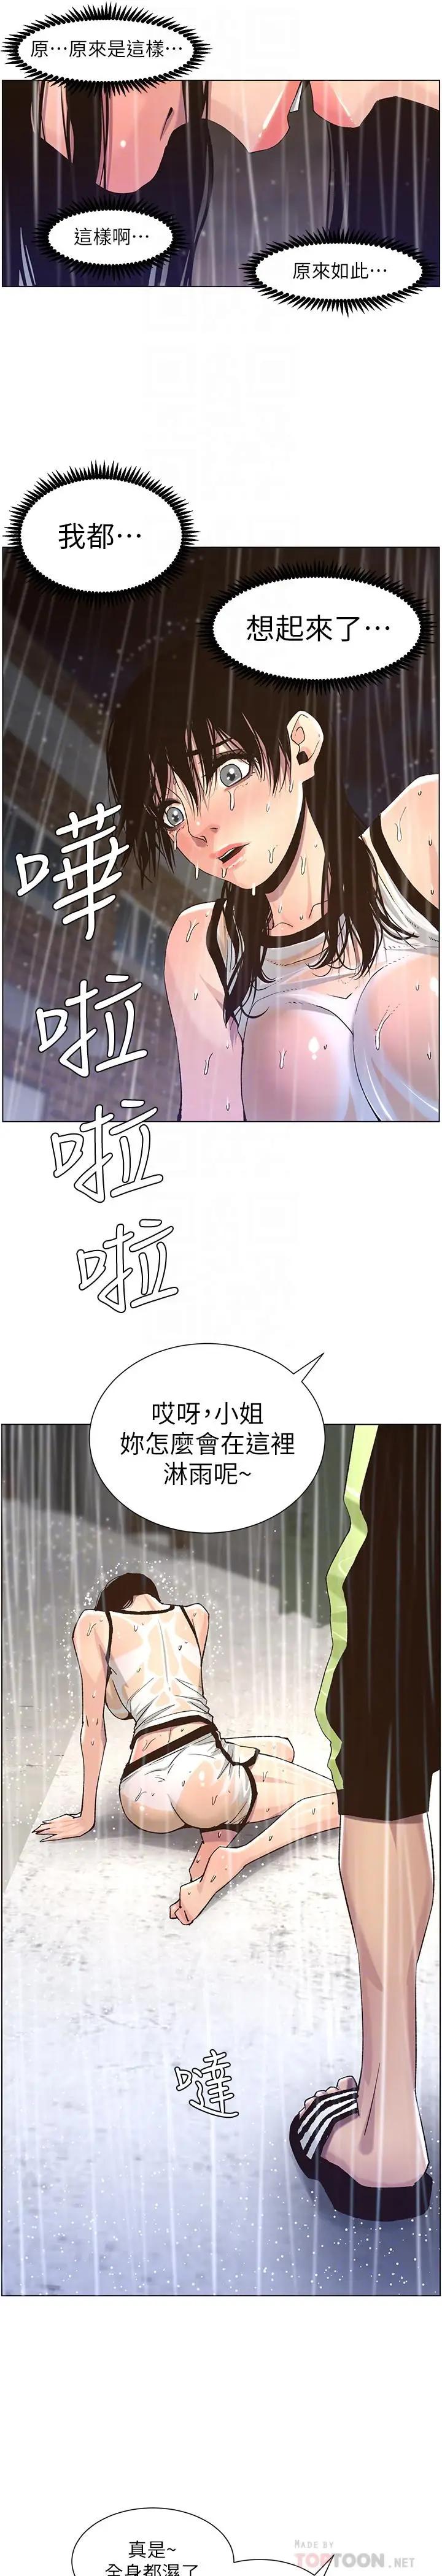 原⋯原來是這樣⋯
這樣啊⋯
原來如此⋯
我都⋯
想起來了⋯
嘩
啦
啦
啦
哎呀,小姐
妳怎麼會在這裡
淋雨呢~
噠
真是~
全身都濕了
MADE BY
TOPTOON.NET